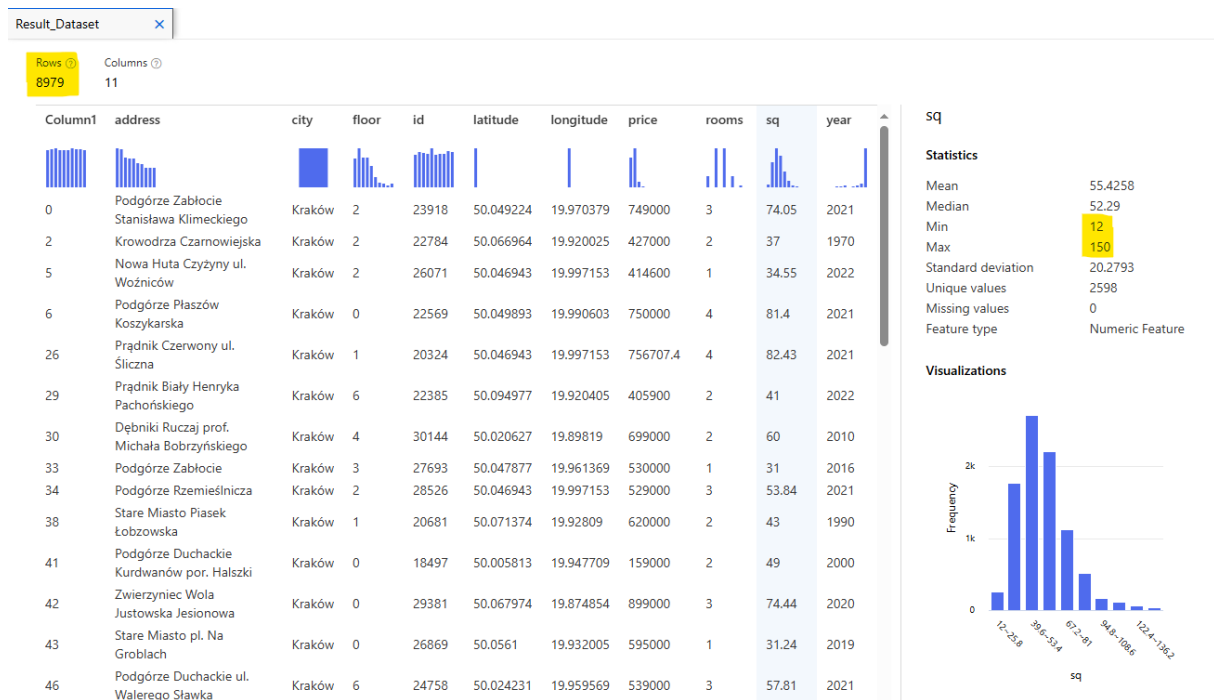 Result_Dataset ×
Rows ? Columns ?
8979 11
Column1 address city floor id latitude longitude price rooms sq year
0 Podgórze Zabłocie Stanisława Klimeckiego Kraków 2 23918 50.049224 19.970379 749000 3 74.05 2021
2 Krowodrza Czarnowiejska Kraków 2 22784 50.066964 19.920025 427000 2 37 1970
5 Nowa Huta Czyżyny ul. Woźniców Kraków 2 26071 50.046943 19.997153 414600 1 34.55 2022
6 Podgórze Płaszów Koszykarska Kraków 0 22569 50.049893 19.990603 750000 4 81.4 2021
26 Prądnik Czerwony ul. Śliczna Kraków 1 20324 50.046943 19.997153 756707.4 4 82.43 2021
29 Prądnik Biały Henryka Pachońskiego Kraków 6 22385 50.094977 19.920405 405900 2 41 2022
30 Dębniki Ruczaj prof. Michała Bobrzyńskiego Kraków 4 30144 50.020627 19.89819 699000 2 60 2010
33 Podgórze Zabłocie Kraków 3 27693 50.047877 19.961369 530000 1 31 2016
34 Podgórze Rzemieślnicza Kraków 2 28526 50.046943 19.997153 529000 3 53.84 2021
38 Stare Miasto Piasek Łobzowska Kraków 1 20681 50.071374 19.92809 620000 2 43 1990
41 Podgórze Duchackie Kurdwanów por. Halszki Kraków 0 18497 50.005813 19.947709 159000 2 49 2000
42 Zwierzyniec Wola Justowska Jesionowa Kraków 0 29381 50.067974 19.874854 899000 3 74.44 2020
43 Stare Miasto pl. Na Groblach Kraków 0 26869 50.0561 19.932005 595000 1 31.24 2019
46 Podgórze Duchackie ul. Walerego Sławka Kraków 6 24758 50.024231 19.959569 539000 3 57.81 2021
sq
Statistics
Mean 55.4258
Median 52.29
Min 12
Max 150
Standard deviation 20.2793
Unique values 2598
Missing values 0
Feature type Numeric Feature
Visualizations
Frequency
2k
1k
0
12~25.8 39.6~53.4 67.2~81 94.8~108.6 122.4~136.2
sq